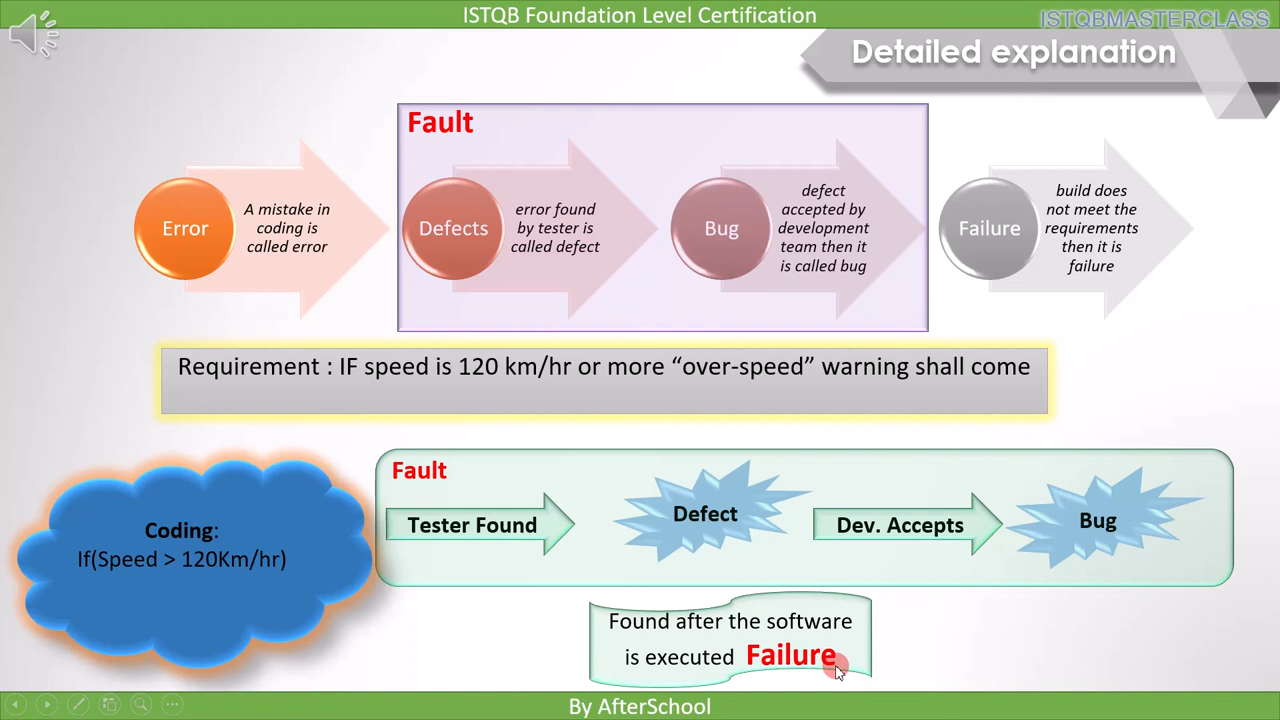 ISTQB Foundation Level Certification
ISTQBMASTERCLASS
Detailed explanation
Fault
Error
A mistake in
coding is
called error
Defects
error found
by tester is
called defect
Bug
defect
accepted by
development
team then it
is called bug
Failure
build does
not meet the
requirements
then it is
failure
Requirement : IF speed is 120 km/hr or more “over-speed” warning shall come
Coding:
If(Speed > 120Km/hr)
Fault
Tester Found
Defect
Dev. Accepts
Bug
Found after the software
is executed Failure
By AfterSchool